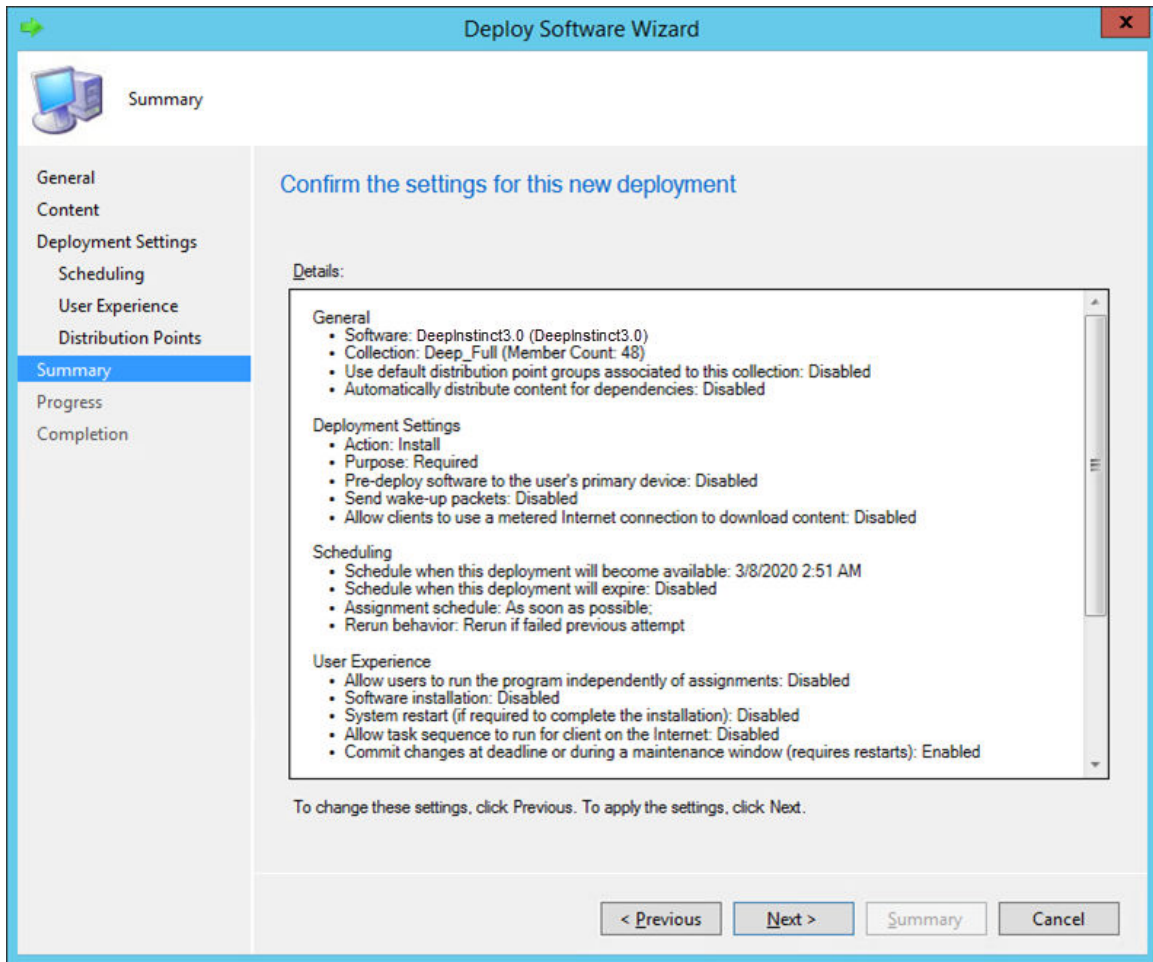 Deploy Software Wizard
x
Summary
General
Content
Deployment Settings
Scheduling
User Experience
Distribution Points
Summary
Progress
Completion
Confirm the settings for this new deployment
Details:
General
• Software: DeepInstinct3.0 (DeepInstinct3.0)
• Collection: Deep_Full (Member Count: 48)
• Use default distribution point groups associated to this collection: Disabled
• Automatically distribute content for dependencies: Disabled
Deployment Settings
• Action: Install
• Purpose: Required
• Pre-deploy software to the user's primary device: Disabled
• Send wake-up packets: Disabled
• Allow clients to use a metered Internet connection to download content: Disabled
Scheduling
• Schedule when this deployment will become available: 3/8/2020 2:51 AM
• Schedule when this deployment will expire: Disabled
• Assignment schedule: As soon as possible;
• Rerun behavior: Rerun if failed previous attempt
User Experience
• Allow users to run the program independently of assignments: Disabled
• Software installation: Disabled
• System restart (if required to complete the installation): Disabled
• Allow task sequence to run for client on the Internet: Disabled
• Commit changes at deadline or during a maintenance window (requires restarts): Enabled
To change these settings, click Previous. To apply the settings, click Next.
< Previous
Next >
Summary
Cancel